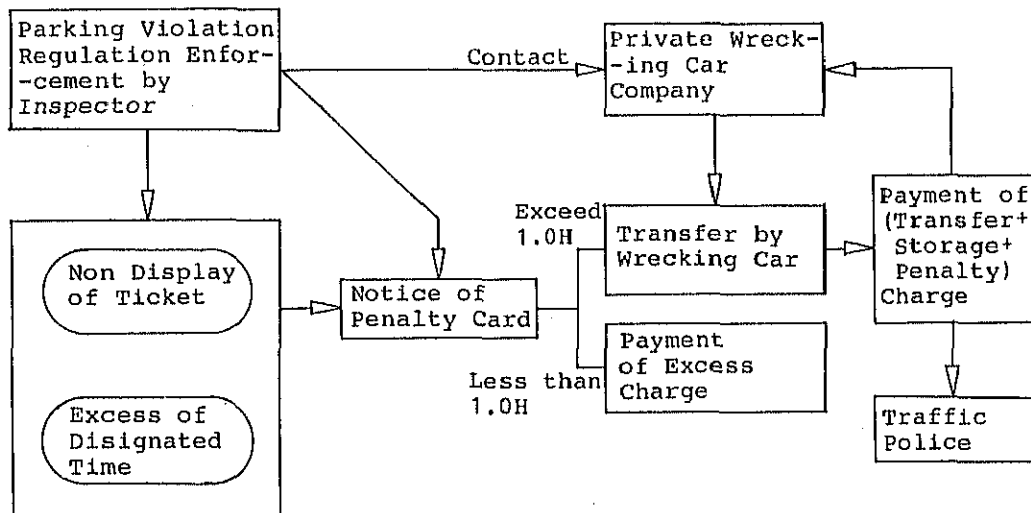 Parking Violation
Regulation Enfor-
-cement by
Inspector
Contact
Private Wreck-
-ing Car
Company
Non Display
of Ticket
Excess of
Disignated
Time
Notice of
Penalty Card
Exceed
1.0H
Transfer by
Wrecking Car
Less than
1.0H
Payment
of Excess
Charge
Payment of
(Transfer+
Storage+
Penalty)
Charge
Traffic
Police